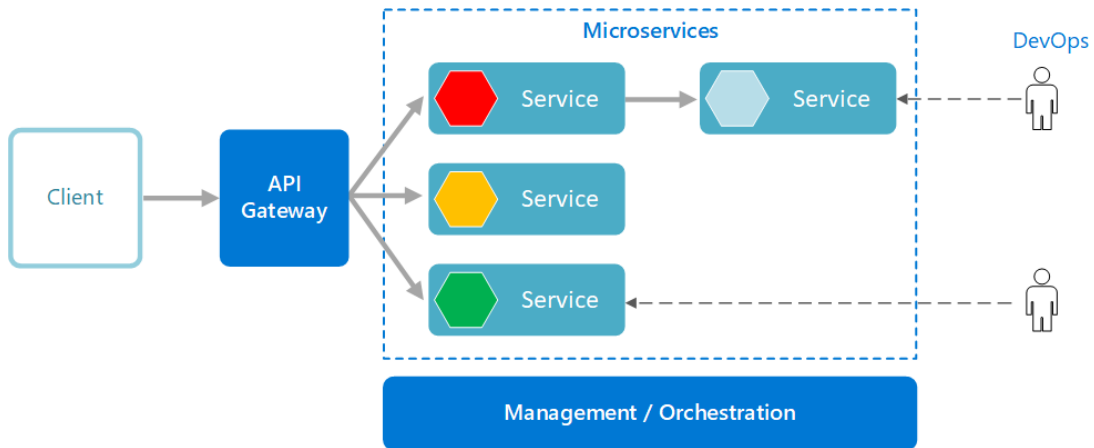 Microservices
DevOps
Service
Service
Client
API
Gateway
Service
Service
Management / Orchestration